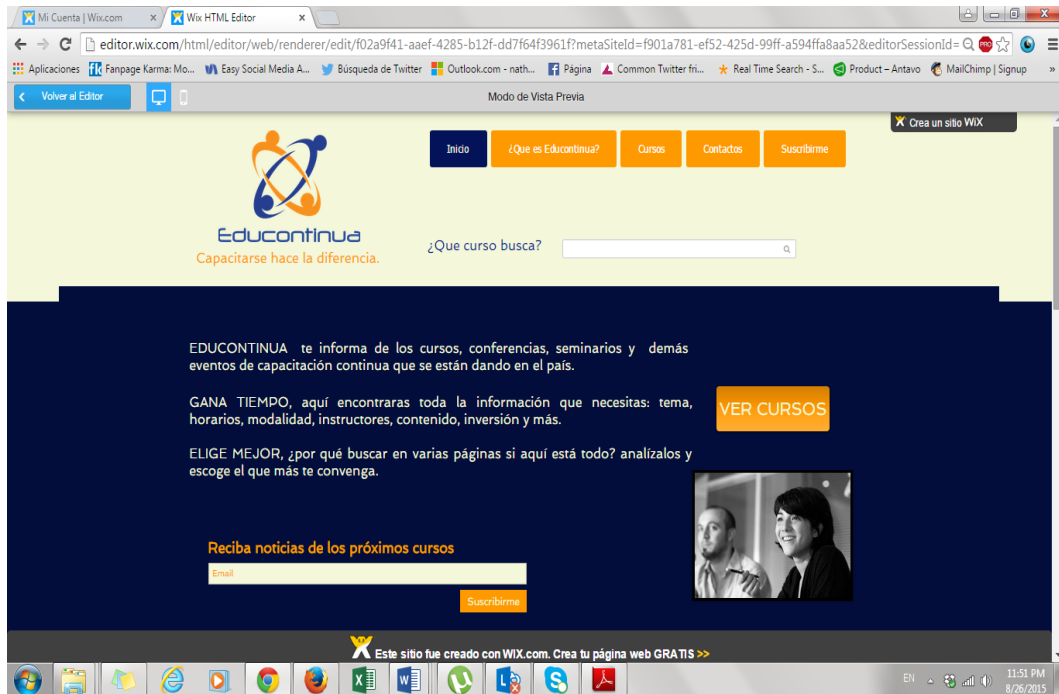 Mi Cuenta | Wix.com
Wix HTML Editor
editor.wix.com/html/editor/web/renderer/edit/f02a9f41-aaef-4285-b12f-dd7f64f3961f?metaSiteId=f901a781-ef52-425d-99ff-a594ffa8aa52&editorSessionId=
Aplicaciones Fanpage Karma: Mo... Easy Social Media A... Búsqueda de Twitter Outlook.com - nath... Página Common Twitter fri... Real Time Search - S... Product – Antavo MailChimp | Signup »
Volver al Editor
Modo de Vista Previa
Crea un sitio WiX
Inicio ¿Que es Educontinua? Cursos Contactos Suscribirme
Educontinua
Capacitarse hace la diferencia.
¿Que curso busca?
EDUCONTINUA te informa de los cursos, conferencias, seminarios y demás
eventos de capacitación continua que se están dando en el país.
GANA TIEMPO, aquí encontraras toda la información que necesitas: tema,
horarios, modalidad, instructores, contenido, inversión y más.
VER CURSOS
ELIGE MEJOR, ¿por qué buscar en varias páginas si aquí está todo? analízalos y
escoge el que más te convenga.
Reciba noticias de los próximos cursos
Email
Suscribirme
Este sitio fue creado con WIX.com. Crea tu página web GRATIS >>
EN
11:51 PM
8/26/2015